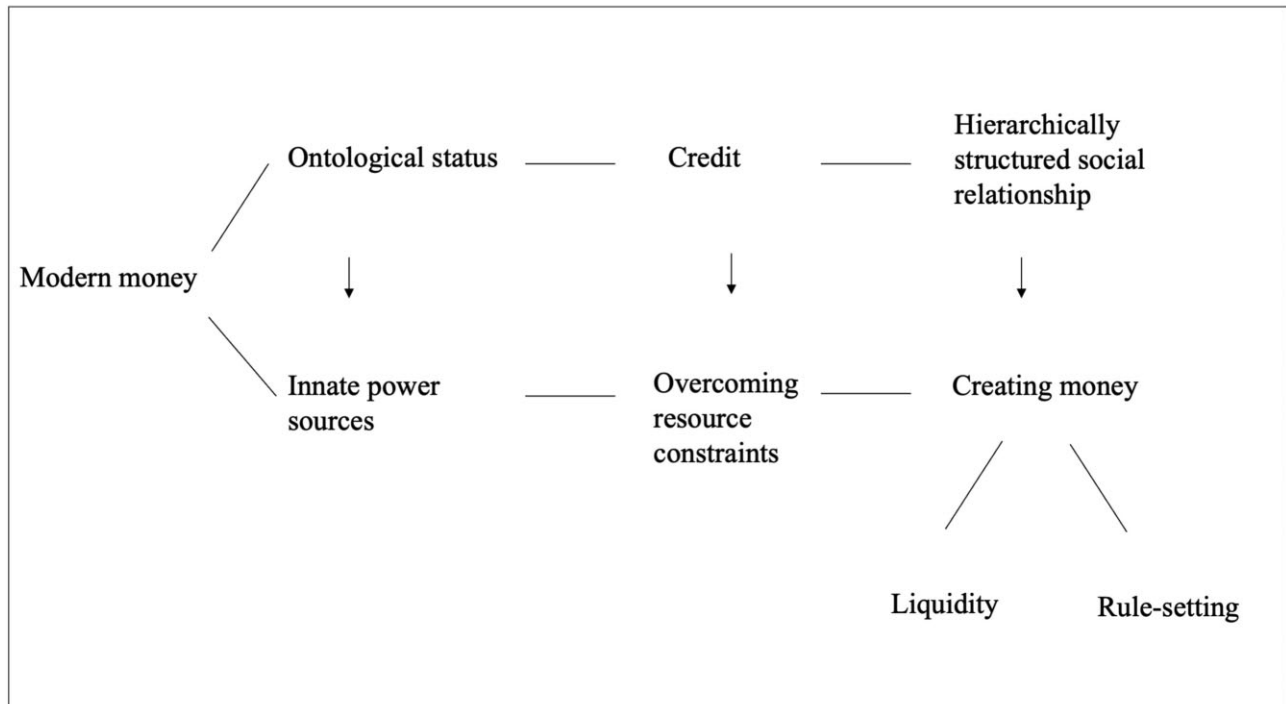 Ontological status
Credit
Hierarchically
structured social
relationship
Modern money
Innate power
sources
Overcoming
resource
constraints
Creating money
Liquidity
Rule-setting